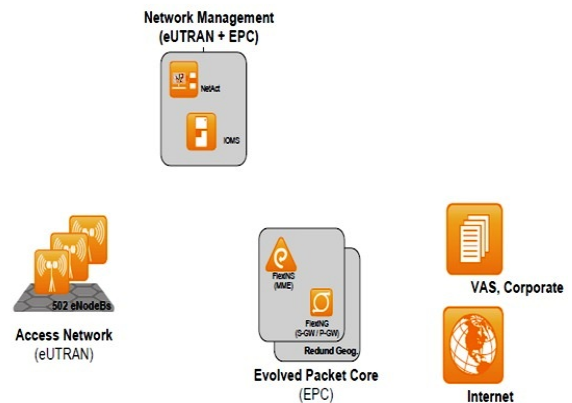 Network Management
(eUTRAN + EPC)
NetAct
IOMS
502 eNodeBs
Access Network
(eUTRAN)
FlexiNS
(MME)
FlexiNG
(S-GW / P-GW)
Redund Geog.
Evolved Packet Core
(EPC)
VAS, Corporate
Internet